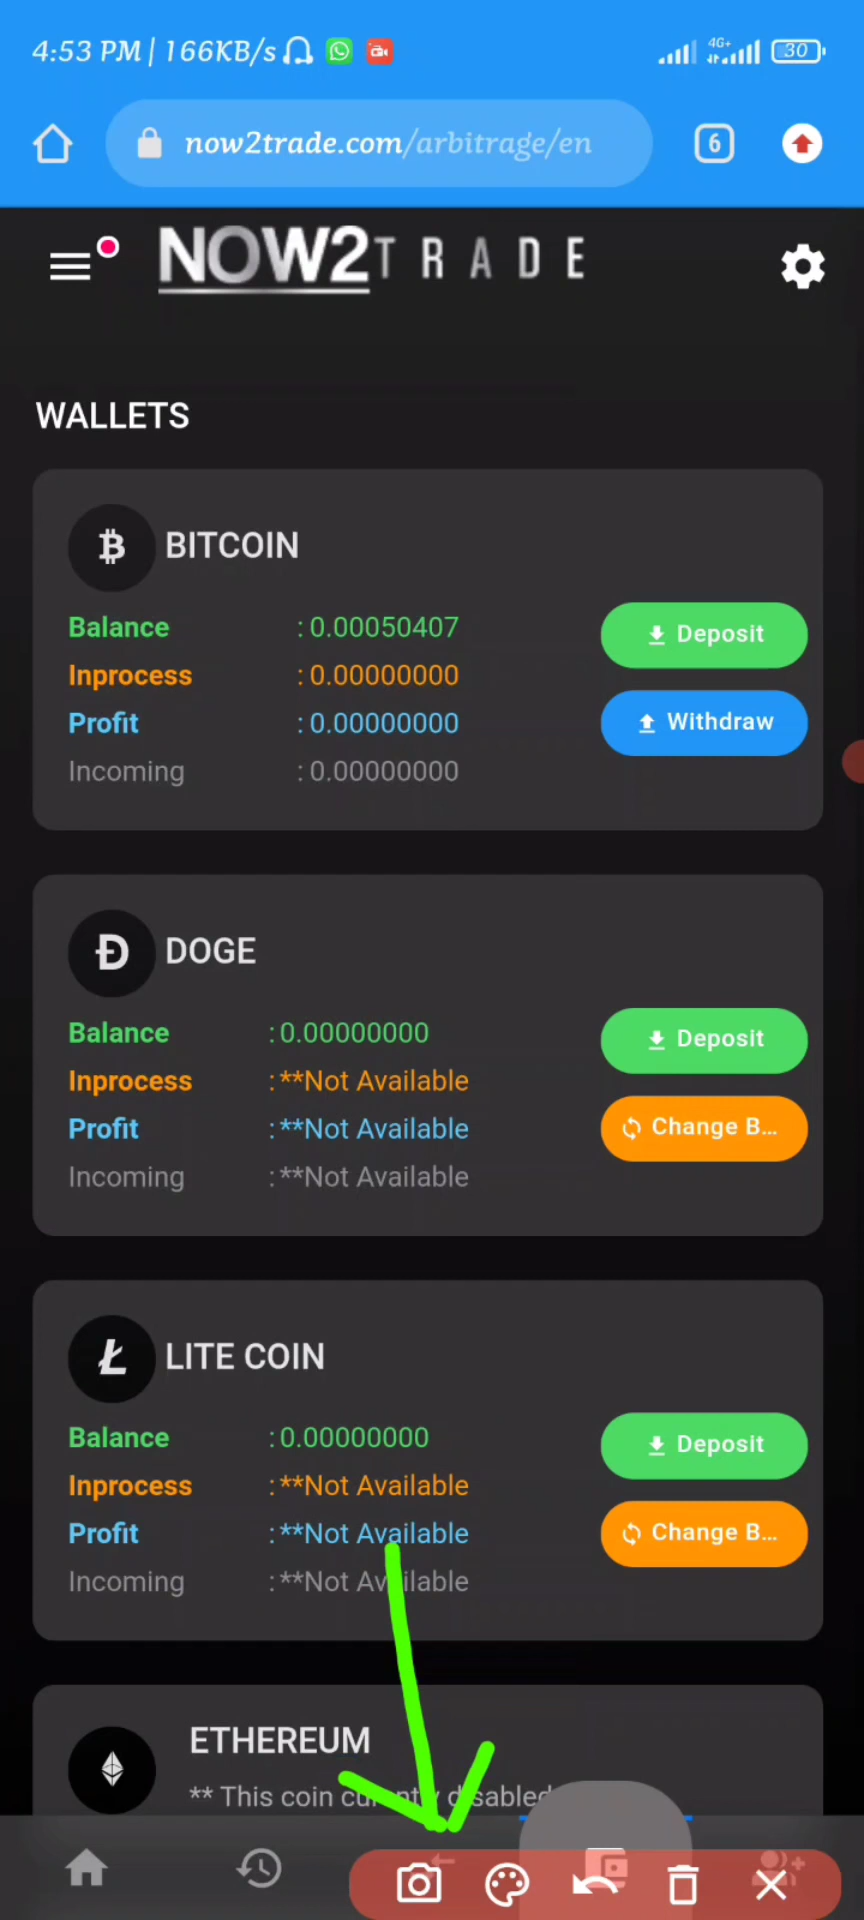 4:53 PM | 166KB/s
4G+
30
now2trade.com/arbitrage/en
6
NOW2TRADE
WALLETS
BITCOIN
Balance : 0.00050407
Deposit
Inprocess : 0.00000000
Profit : 0.00000000
Withdraw
Incoming : 0.00000000
DOGE
Balance : 0.00000000
Deposit
Inprocess : **Not Available
Profit : **Not Available
Change B...
Incoming : **Not Available
LITE COIN
Balance : 0.00000000
Deposit
Inprocess : **Not Available
Profit : **Not Available
Change B...
Incoming : **Not Available
ETHEREUM
** This coin disabled